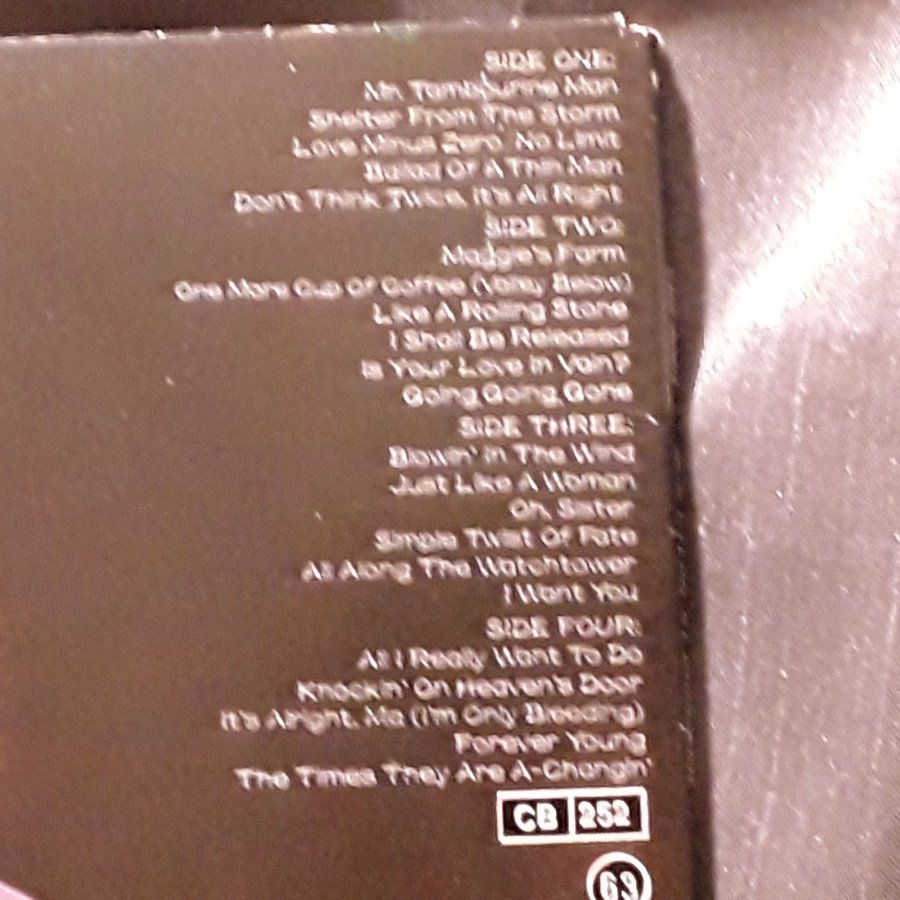 SIDE ONE:
Mr. Tambourine Man
Shelter From The Storm
Love Minus Zero/No Limit
Ballad Of A Thin Man
Don't Think Twice, It's All Right
SIDE TWO:
Maggie's Farm
One More Cup Of Coffee (Valley Below)
Like A Rolling Stone
I Shall Be Released
Is Your Love In Vain?
Going, Going, Gone
SIDE THREE:
Blowin' In The Wind
Just Like A Woman
Oh, Sister
Simple Twist Of Fate
All Along The Watchtower
I Want You
SIDE FOUR:
All I Really Want To Do
Knockin' On Heaven's Door
It's Alright, Ma (I'm Only Bleeding)
Forever Young
The Times They Are A-Changin'
CB 252
63